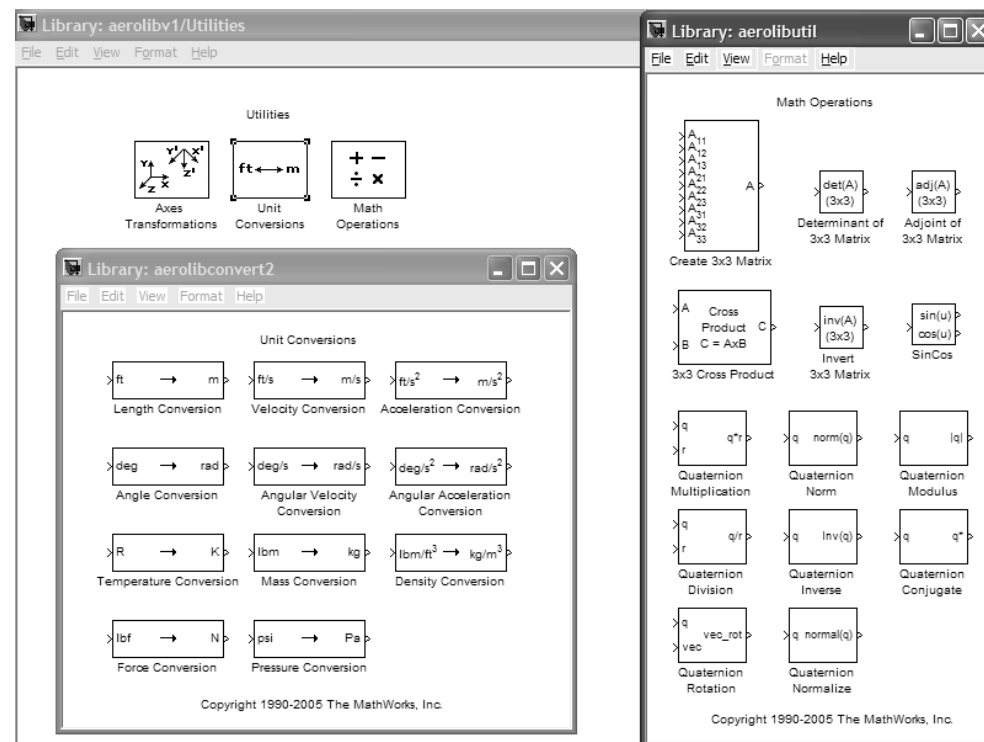 Library: aerolibv1/Utilities
File Edit View Format Help
Utilities
Y X Z Y' X' Z'
ft m
+ − ÷ x
Axes
Transformations
Unit
Conversions
Math
Operations
Library: aerolibconvert2
File Edit View Format Help
Unit Conversions
ft → m
Length Conversion
ft/s → m/s
Velocity Conversion
ft/s² → m/s²
Acceleration Conversion
deg → rad
Angle Conversion
deg/s → rad/s
Angular Velocity
Conversion
deg/s² → rad/s²
Angular Acceleration
Conversion
R → K
Temperature Conversion
lbm → kg
Mass Conversion
lbm/ft³ → kg/m³
Density Conversion
lbf → N
Force Conversion
psi → Pa
Pressure Conversion
Copyright 1990-2005 The MathWorks, Inc.
Library: aerolibutil
File Edit View Format Help
Math Operations
A11
A12
A13
A21
A22
A23
A31
A32
A33
A
Create 3x3 Matrix
det(A)
(3x3)
Determinant of
3x3 Matrix
adj(A)
(3x3)
Adjoint of
3x3 Matrix
A
B
Cross
Product
C = AxB
C
3x3 Cross Product
inv(A)
(3x3)
Invert
3x3 Matrix
sin(u)
cos(u)
SinCos
q
r
q*r
Quaternion
Multiplication
q norm(q)
Quaternion
Norm
q |q|
Quaternion
Modulus
q
r
q/r
Quaternion
Division
q Inv(q)
Quaternion
Inverse
q q*
Quaternion
Conjugate
q
vec
vec_rot
Quaternion
Rotation
q normal(q)
Quaternion
Normalize
Copyright 1990-2005 The MathWorks, Inc.